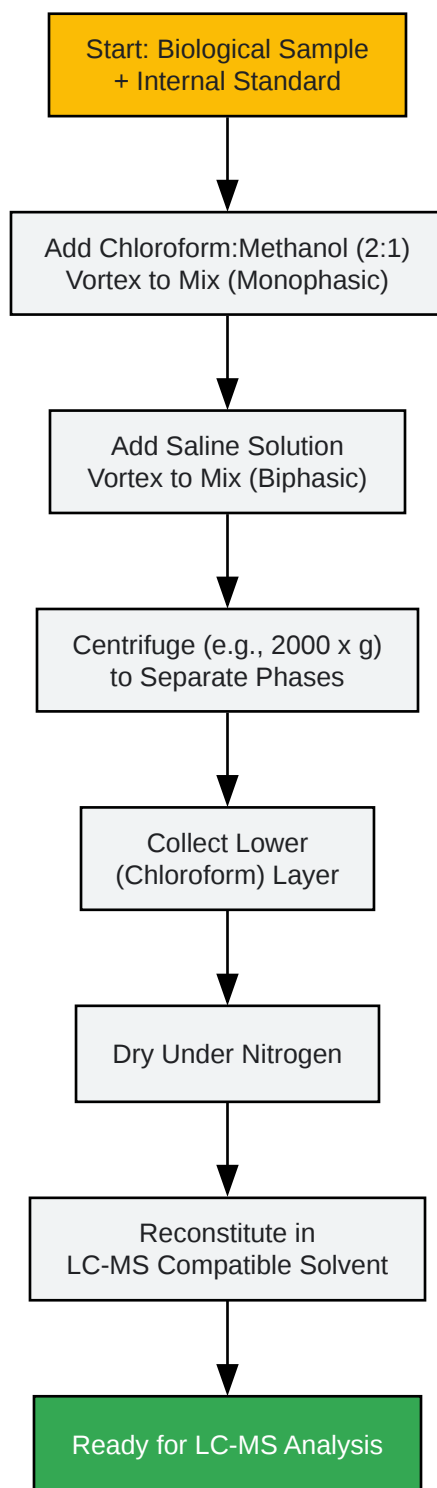 Start: Biological Sample
+ Internal Standard
Add Chloroform:Methanol (2:1)
Vortex to Mix (Monophasic)
Add Saline Solution
Vortex to Mix (Biphasic)
Centrifuge (e.g., 2000 x g)
to Separate Phases
Collect Lower
(Chloroform) Layer
Dry Under Nitrogen
Reconstitute in
LC-MS Compatible Solvent
Ready for LC-MS Analysis